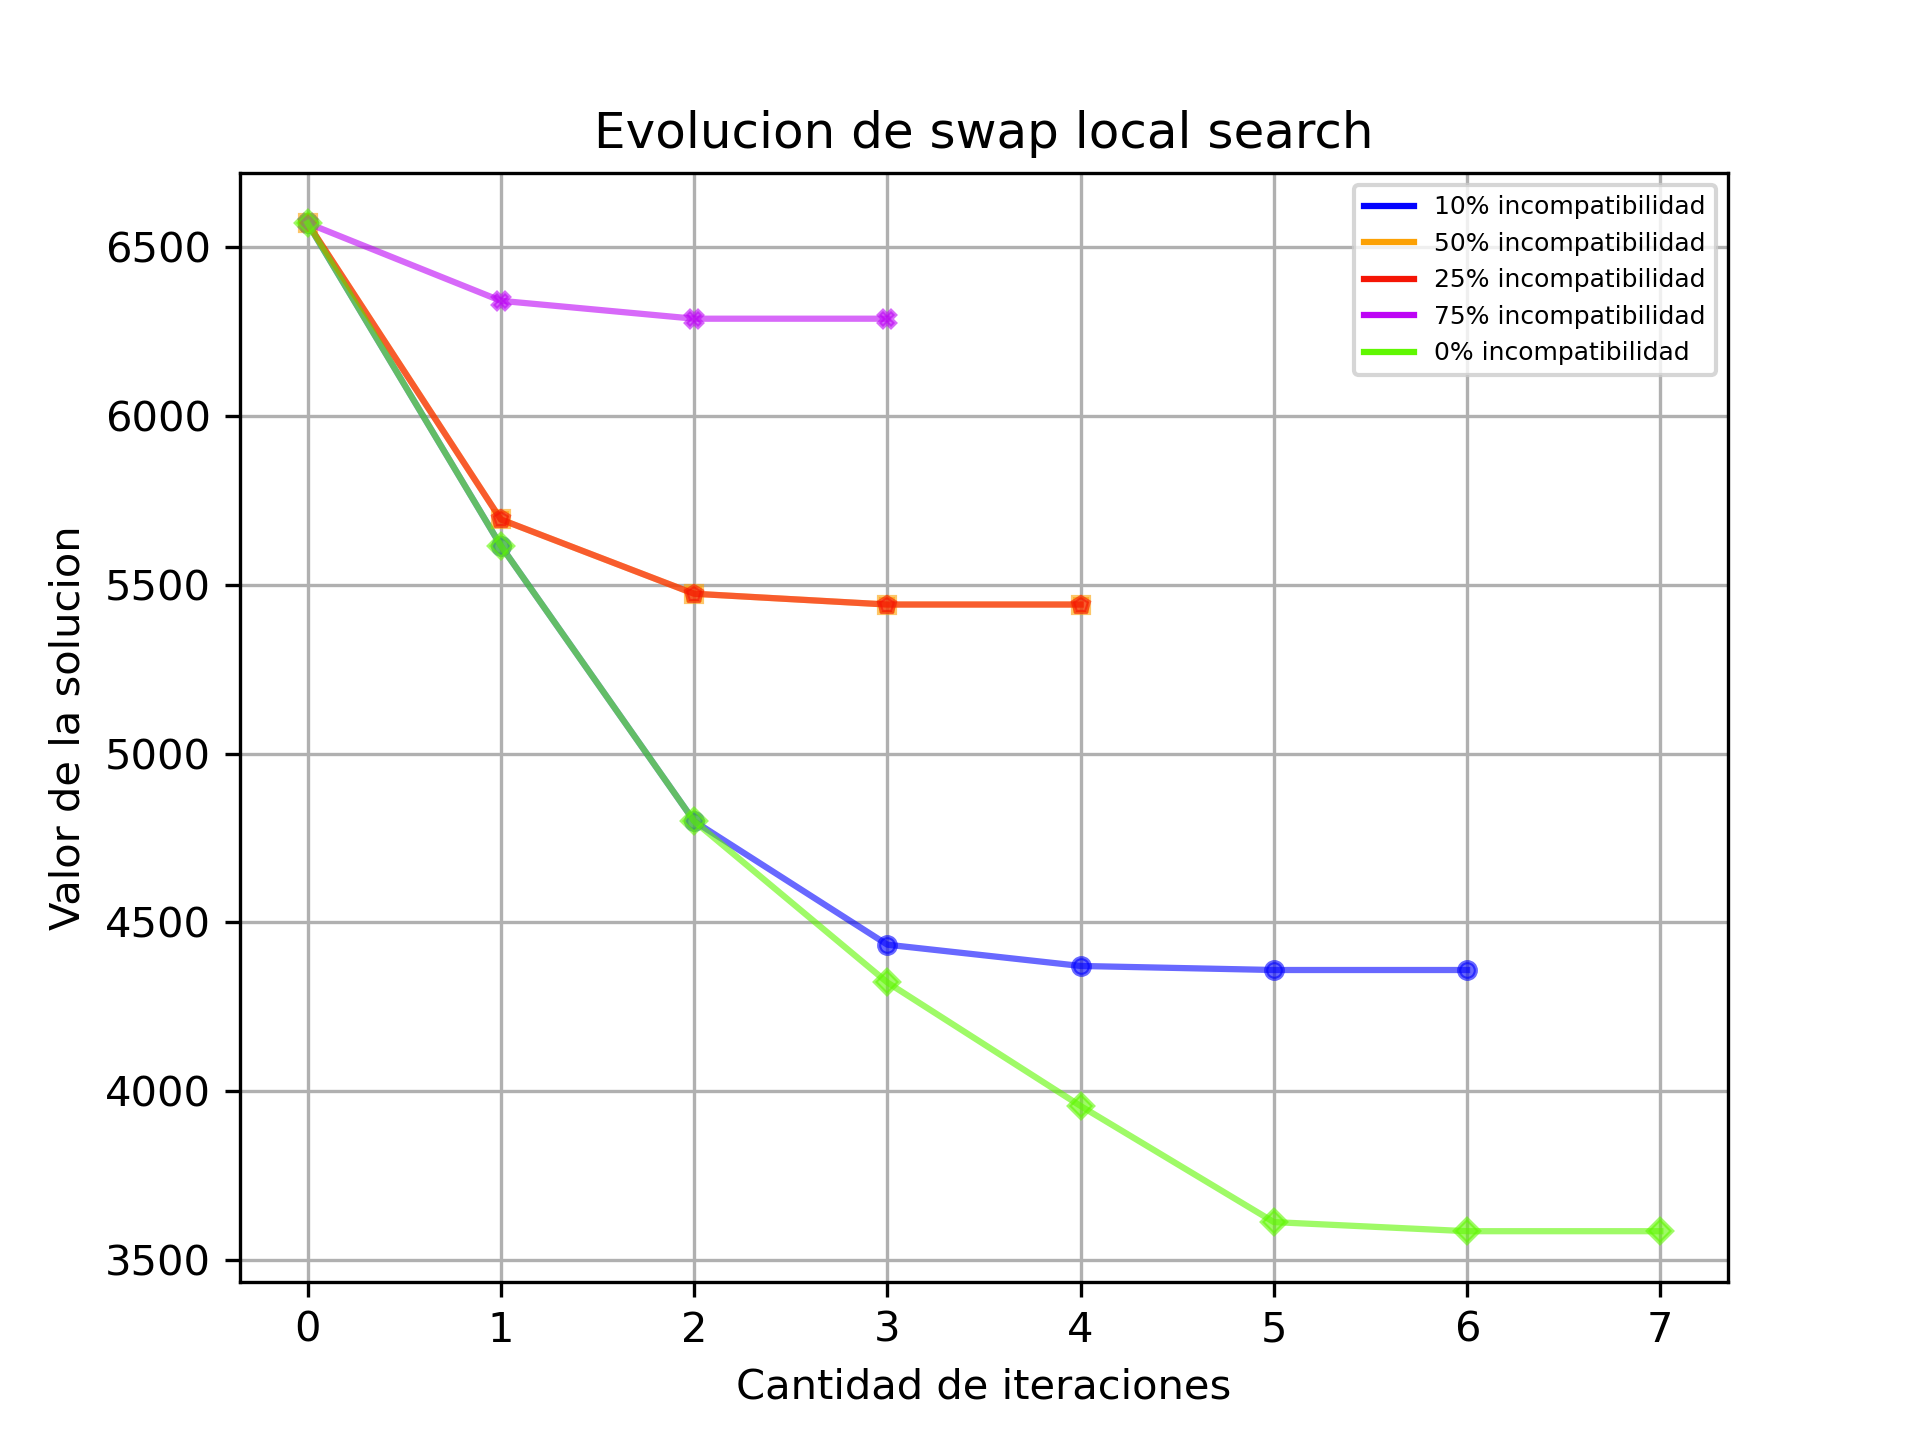 Evolucion de swap local search
10% incompatibilidad
50% incompatibilidad
25% incompatibilidad
75% incompatibilidad
0% incompatibilidad
Valor de la solucion
6500
6000
5500
5000
4500
4000
3500
0 1 2 3 4 5 6 7
Cantidad de iteraciones